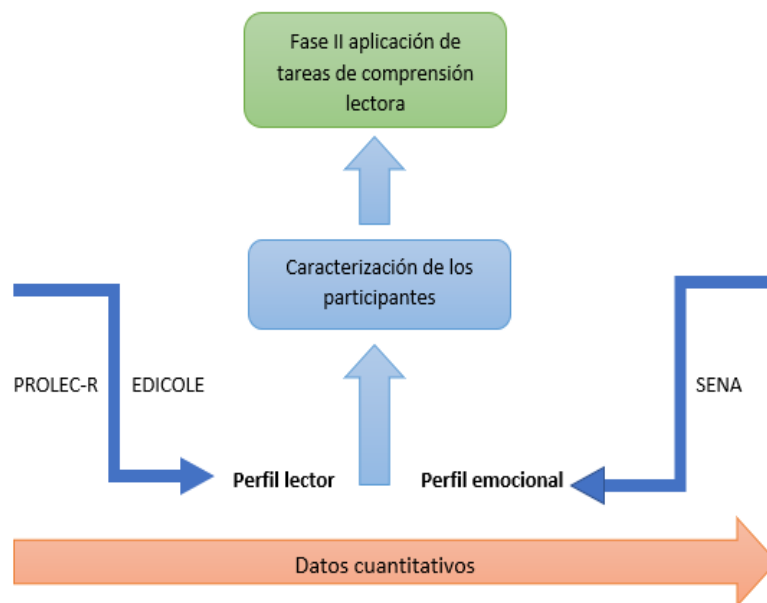 Fase II aplicación de
tareas de comprensión
lectora
Caracterización de los
participantes
PROLEC-R
EDICOLE
SENA
Perfil lector
Perfil emocional
Datos cuantitativos